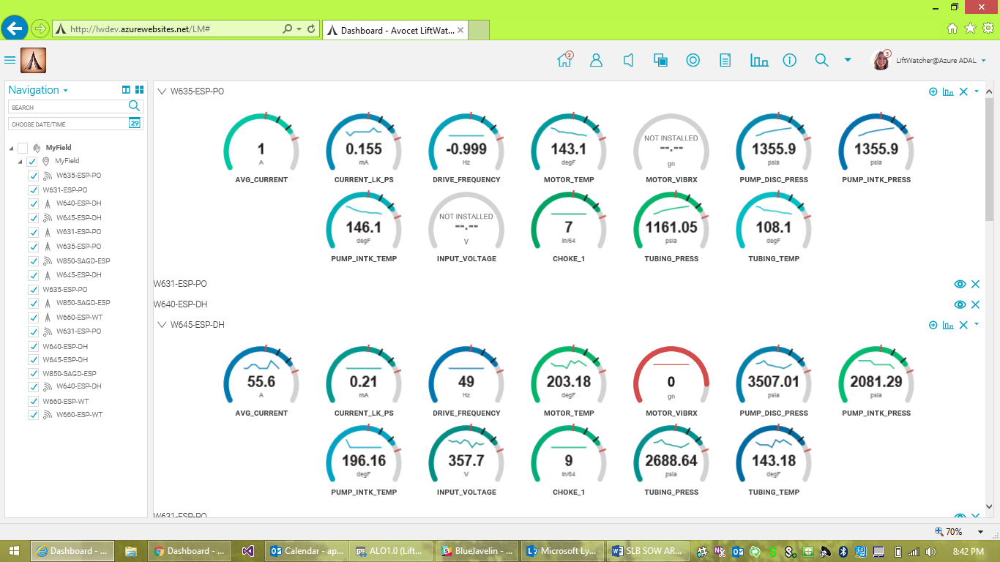 http://lwdev.azurewebsites.net/LM#
Dashboard - Avocet LiftWat...
3
3
LiftWatcher@Azure ADAL
Navigation
SEARCH
CHOOSE DATE/TIME
29
MyField
MyField
W635-ESP-PO
W631-ESP-PO
W640-ESP-DH
W645-ESP-DH
W631-ESP-PO
W635-ESP-PO
W850-SAGD-ESP
W645-ESP-DH
W635-ESP-PO
W850-SAGD-ESP
W660-ESP-WT
W631-ESP-PO
W640-ESP-DH
W645-ESP-DH
W850-SAGD-ESP
W640-ESP-DH
W660-ESP-WT
W660-ESP-WT
W635-ESP-PO
1
A
AVG_CURRENT
0.155
mA
CURRENT_LK_PS
-0.999
Hz
DRIVE_FREQUENCY
143.1
degF
MOTOR_TEMP
NOT INSTALLED
--.--
gn
MOTOR_VIBRX
1355.9
psia
PUMP_DISC_PRESS
1355.9
psia
PUMP_INTK_PRESS
146.1
degF
PUMP_INTK_TEMP
NOT INSTALLED
--.--
V
INPUT_VOLTAGE
7
in/64
CHOKE_1
1161.05
psia
TUBING_PRESS
108.1
degF
TUBING_TEMP
W631-ESP-PO
W640-ESP-DH
W645-ESP-DH
55.6
A
AVG_CURRENT
0.21
mA
CURRENT_LK_PS
49
Hz
DRIVE_FREQUENCY
203.18
degF
MOTOR_TEMP
0
gn
MOTOR_VIBRX
3507.01
psia
PUMP_DISC_PRESS
2081.29
psia
PUMP_INTK_PRESS
196.16
degF
PUMP_INTK_TEMP
357.7
V
INPUT_VOLTAGE
9
in/64
CHOKE_1
2688.64
psia
TUBING_PRESS
143.18
degF
TUBING_TEMP
W631-ESP-PO
70%
Dashboard - ...
Dashboard - ...
Calendar - ap...
ALO1.0 (Lift...
BlueJavelin - ...
Microsoft Ly...
SLB SOW AR...
8:42 PM